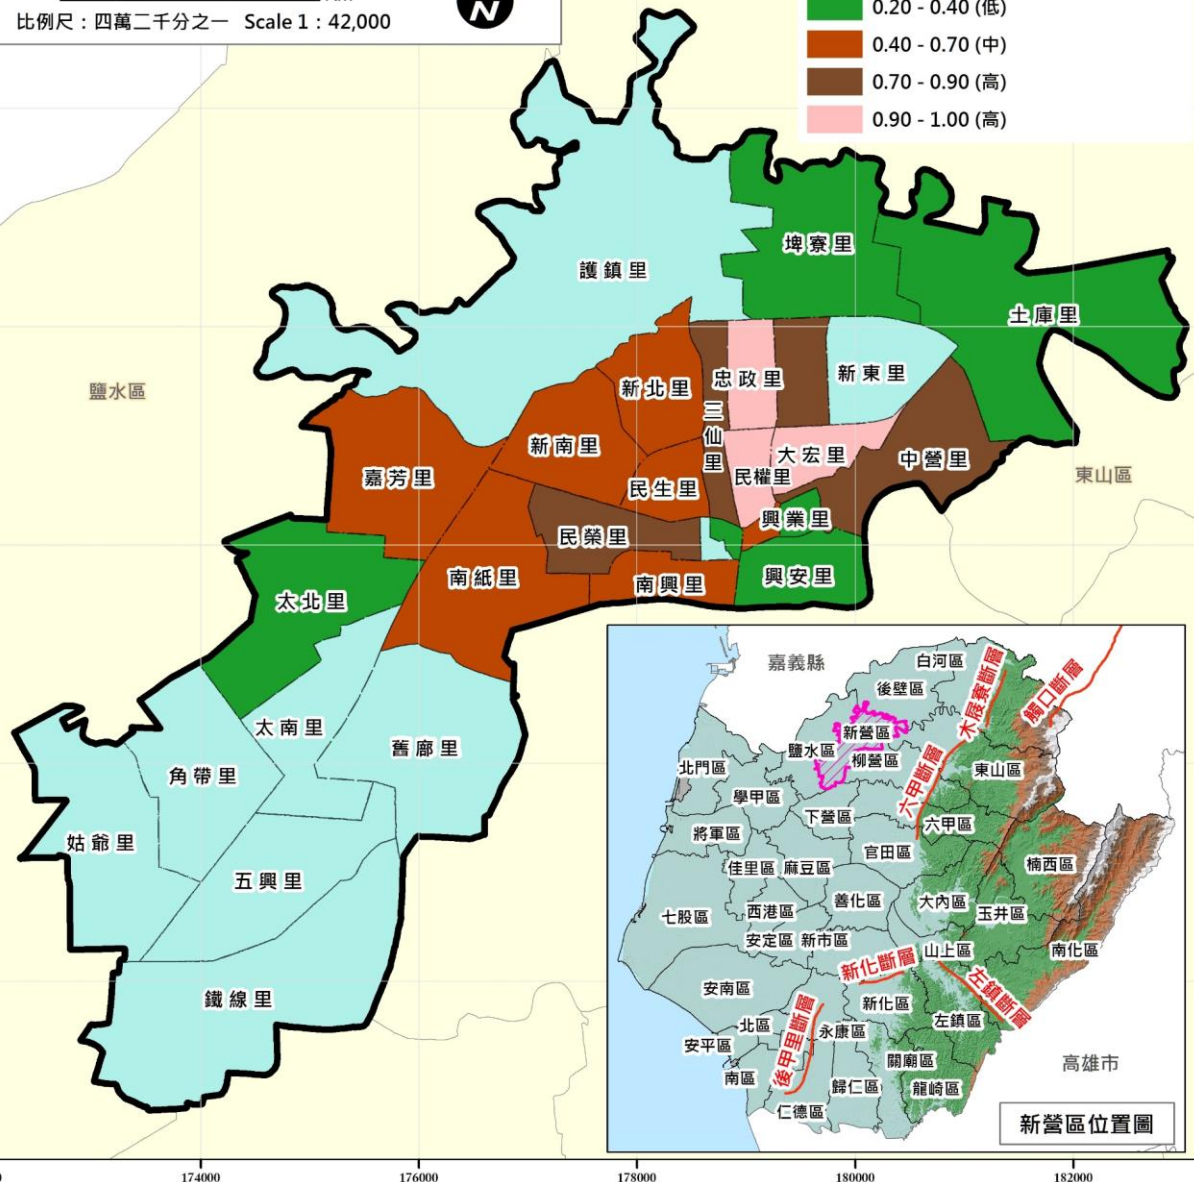 比例尺：四萬二千分之一 Scale 1：42,000
N
0.20 - 0.40 (低)
0.40 - 0.70 (中)
0.70 - 0.90 (高)
0.90 - 1.00 (高)
護鎮里
埤寮里
土庫里
鹽水區
新北里
忠政里
新東里
三仙里
新南里
大宏里
中營里
嘉芳里
民生里
民權里
東山區
興業里
民榮里
南紙里
南興里
興安里
太北里
太南里
舊廍里
角帶里
姑爺里
五興里
鐵線里
嘉義縣
白河區
後壁區
木屐寮斷層
觸口斷層
新營區
鹽水區
柳營區
六甲斷層
東山區
北門區
學甲區
下營區
六甲區
將軍區
官田區
佳里區
麻豆區
楠西區
七股區
西港區
善化區
大內區
玉井區
安定區
新市區
山上區
南化區
新化斷層
左鎮斷層
安南區
新化區
左鎮區
北區
後甲里斷層
永康區
安平區
關廟區
高雄市
南區
歸仁區
龍崎區
仁德區
新營區位置圖
174000
176000
178000
180000
182000